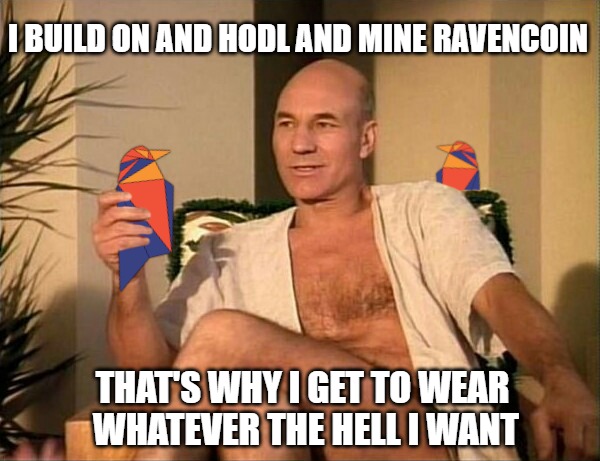 I BUILD ON AND HODL AND MINE RAVENCOIN
THAT'S WHY I GET TO WEAR
WHATEVER THE HELL I WANT